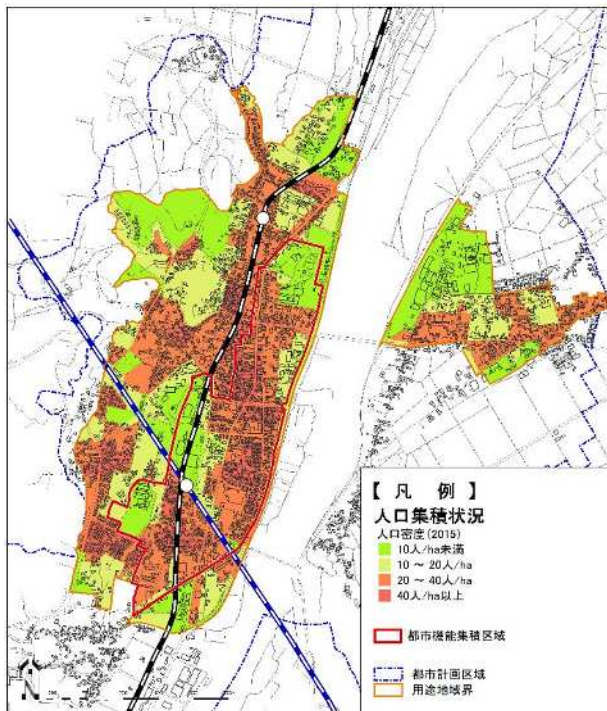 【 凡 例 】
人口集積状況
人口密度(2015)
10人/ha未満
10 ～ 20人/ha
20 ～ 40人/ha
40人/ha以上
都市機能集積区域
都市計画区域
用途地域界
N